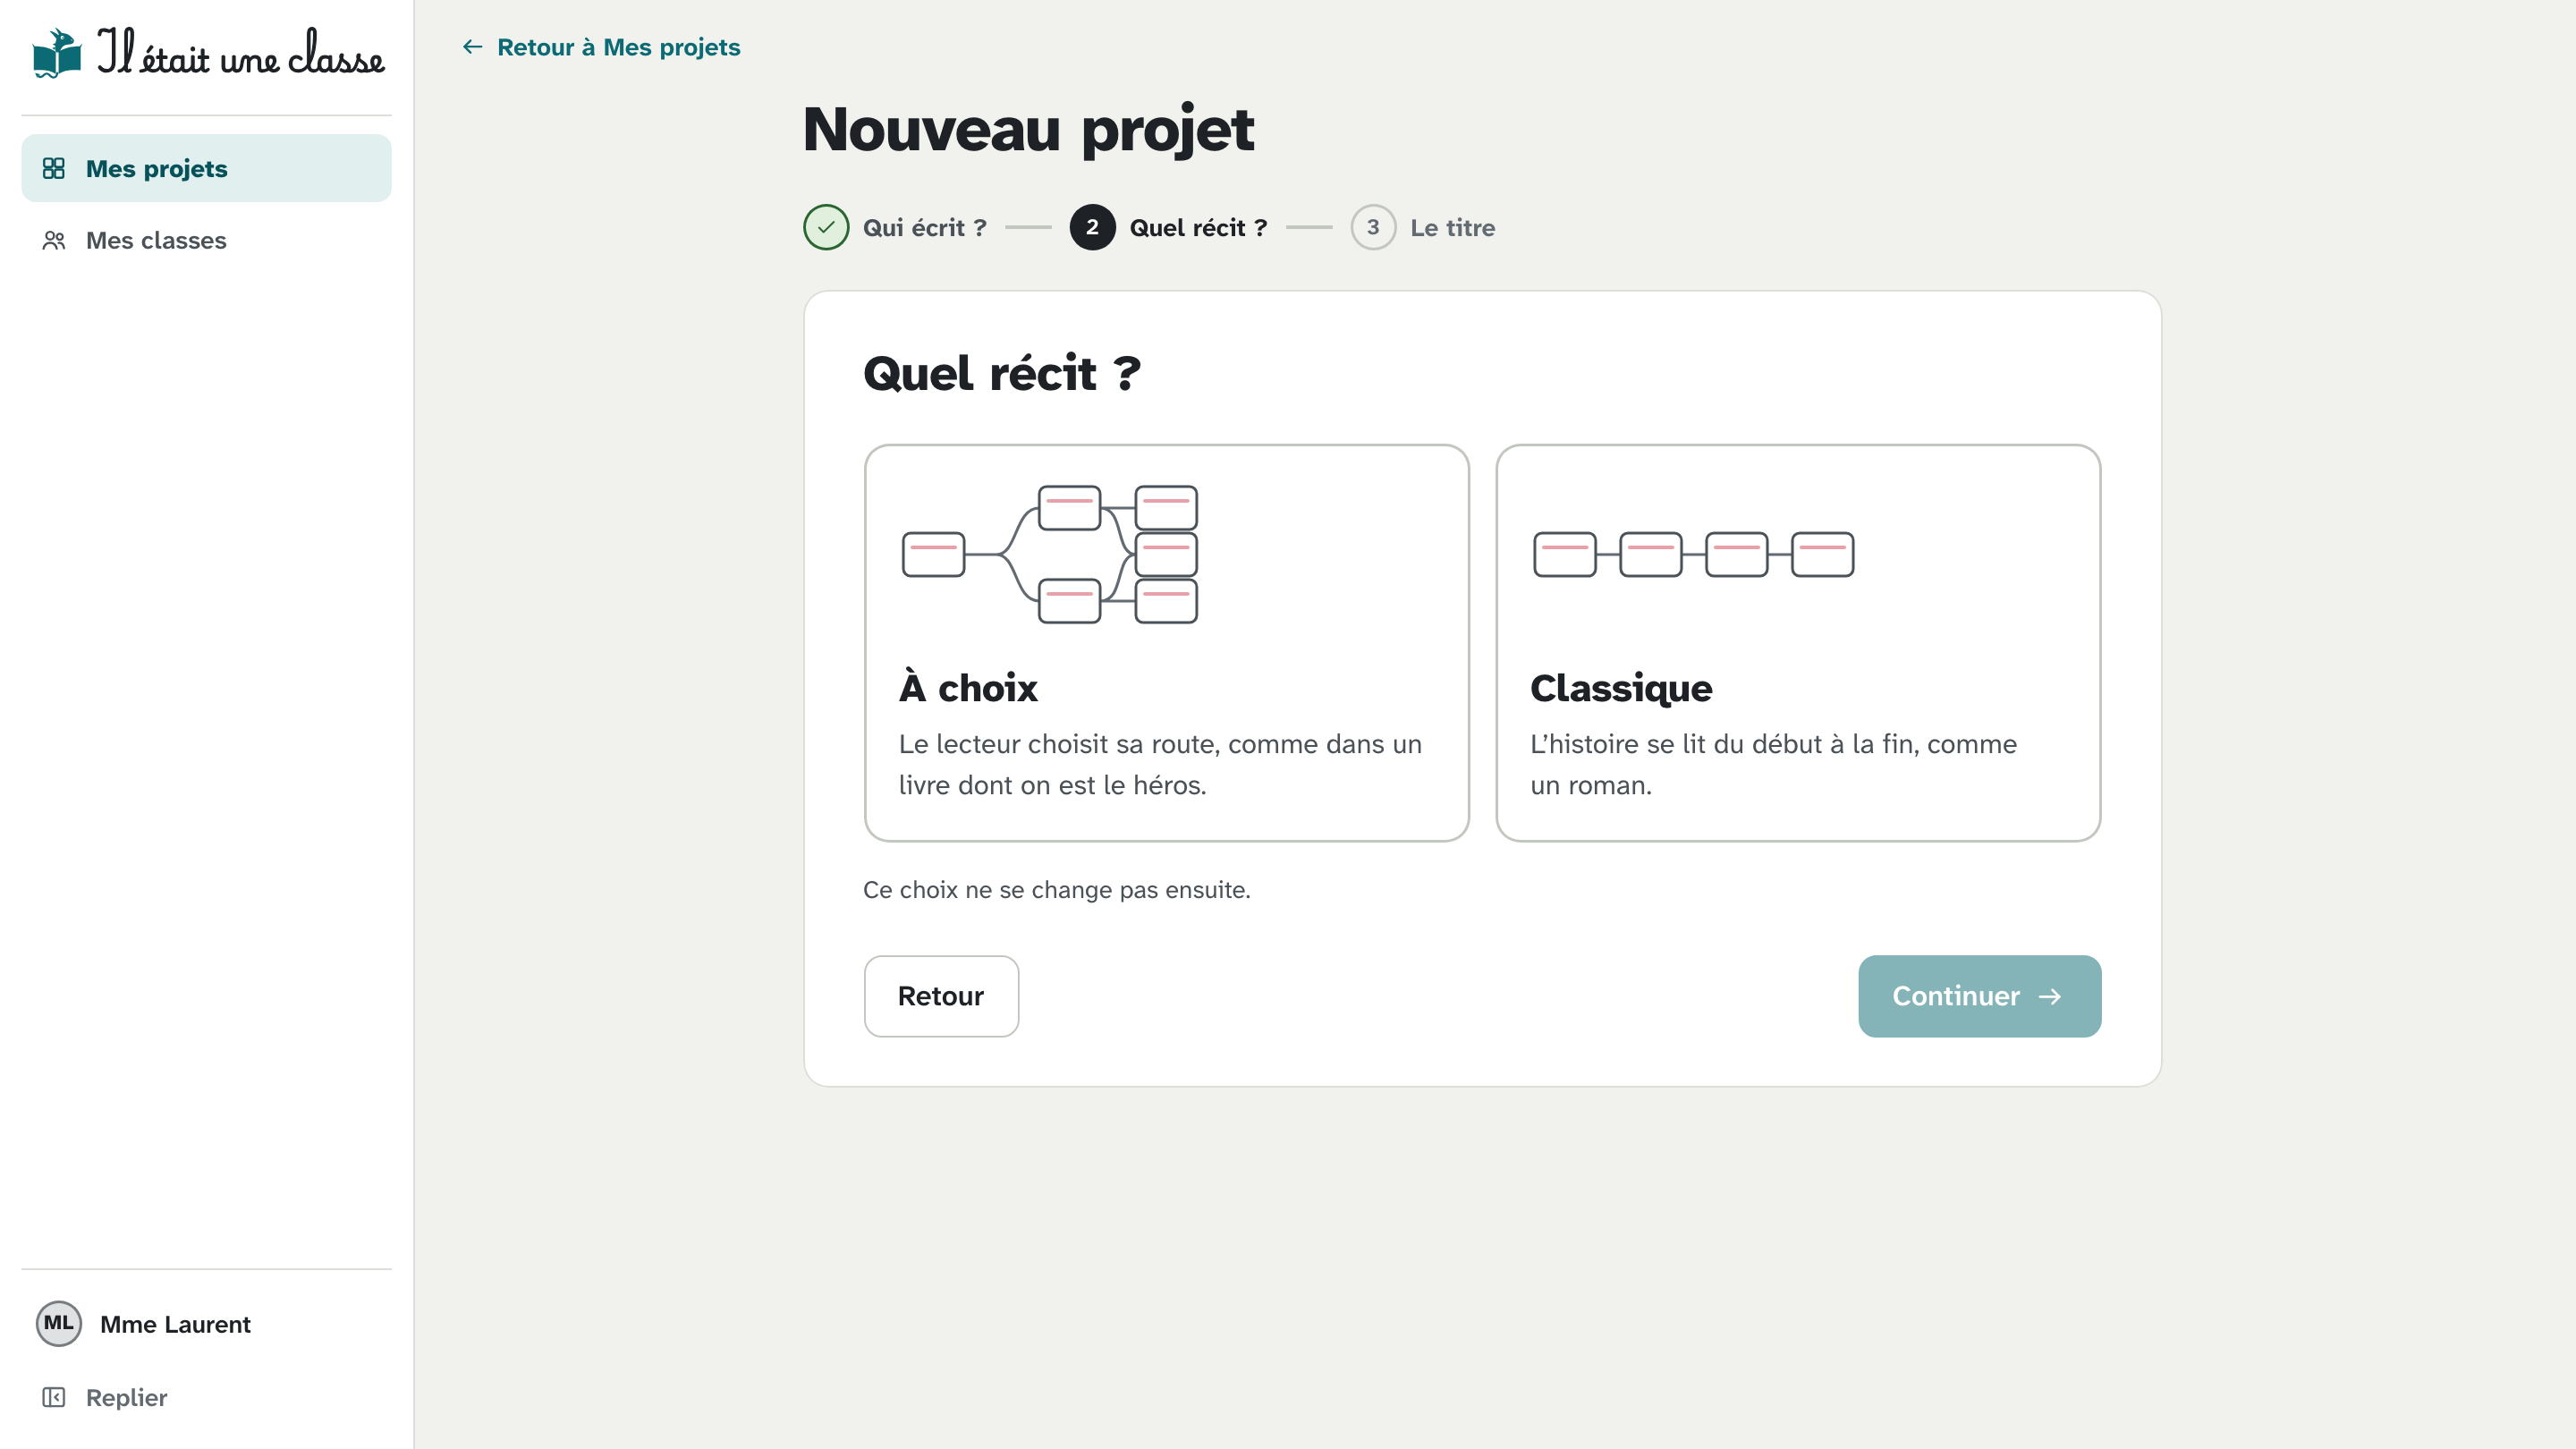 Il était une classe
Mes projets
Mes classes
Mme Laurent
ML
Replier
Retour à Mes projets
Nouveau projet
Qui écrit ?
2
Quel récit ?
3
Le titre
Quel récit ?
À choix
Le lecteur choisit sa route, comme dans un
livre dont on est le héros.
Classique
L’histoire se lit du début à la fin, comme
un roman.
Ce choix ne se change pas ensuite.
Retour
Continuer